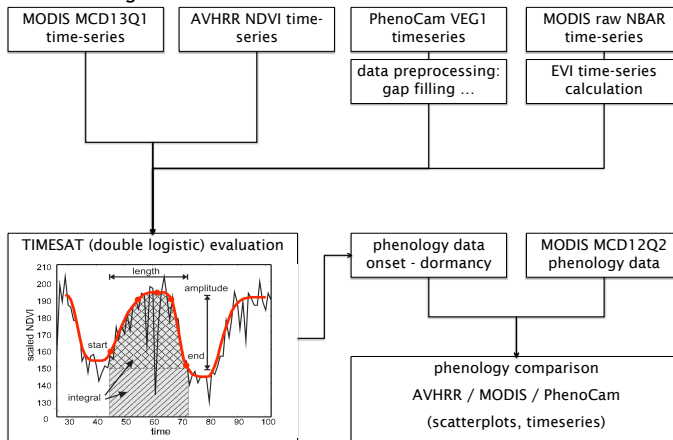 MODIS MCD13Q1
time-series
AVHRR NDVI time-
series
PhenoCam VEG1
timeseries
MODIS raw NBAR
time-series
data preprocessing:
gap filling ...
EVI time-series
calculation
TIMESAT (double logistic) evaluation
210
200
190
180
170
160
150
140
130
0
scaled NDVI
length
amplitude
start
end
integral
30 40 50 60 70 80 90 100
time
phenology data
onset - dormancy
MODIS MCD12Q2
phenology data
phenology comparison
AVHRR / MODIS / PhenoCam
(scatterplots, timeseries)